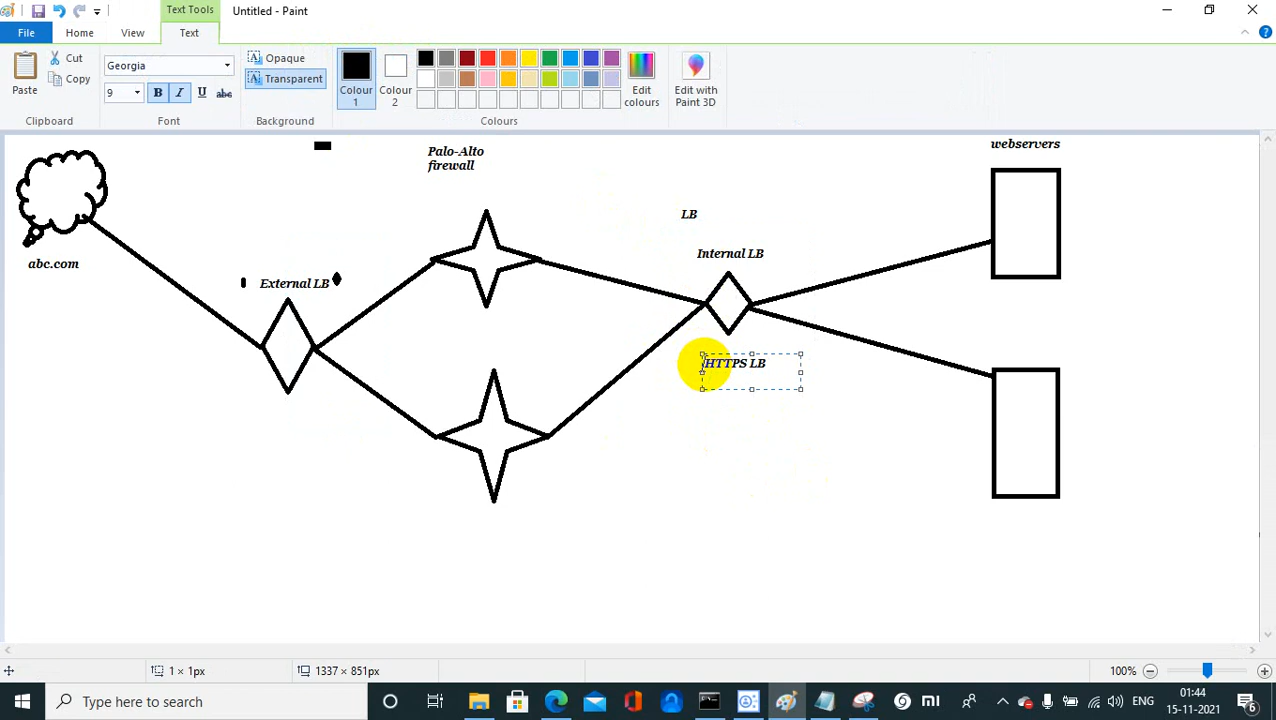 Text Tools
Untitled - Paint
File
Home
View
Text
Paste
Cut
Copy
Clipboard
Georgia
9
B
I
U
abc
Font
Opaque
Transparent
Background
Colour 1
Colour 2
Edit colours
Edit with Paint 3D
Colours
Palo-Alto
firewall
webservers
LB
Internal LB
abc.com
External LB
HTTPS LB
1 × 1px
1337 × 851px
100%
Type here to search
ENG
01:44
15-11-2021
6